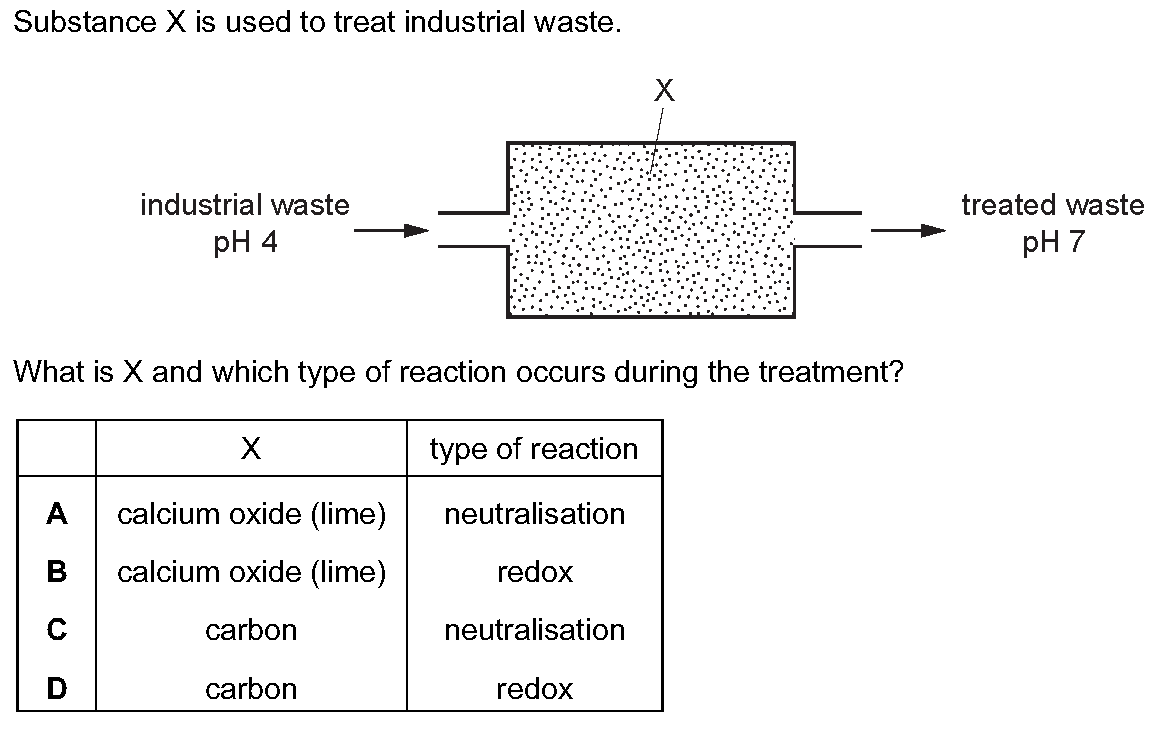 Substance X is used to treat industrial waste.
X
industrial waste
pH 4
treated waste
pH 7
What is X and which type of reaction occurs during the treatment?
X type of reaction
A calcium oxide (lime) neutralisation
B calcium oxide (lime) redox
C carbon neutralisation
D carbon redox